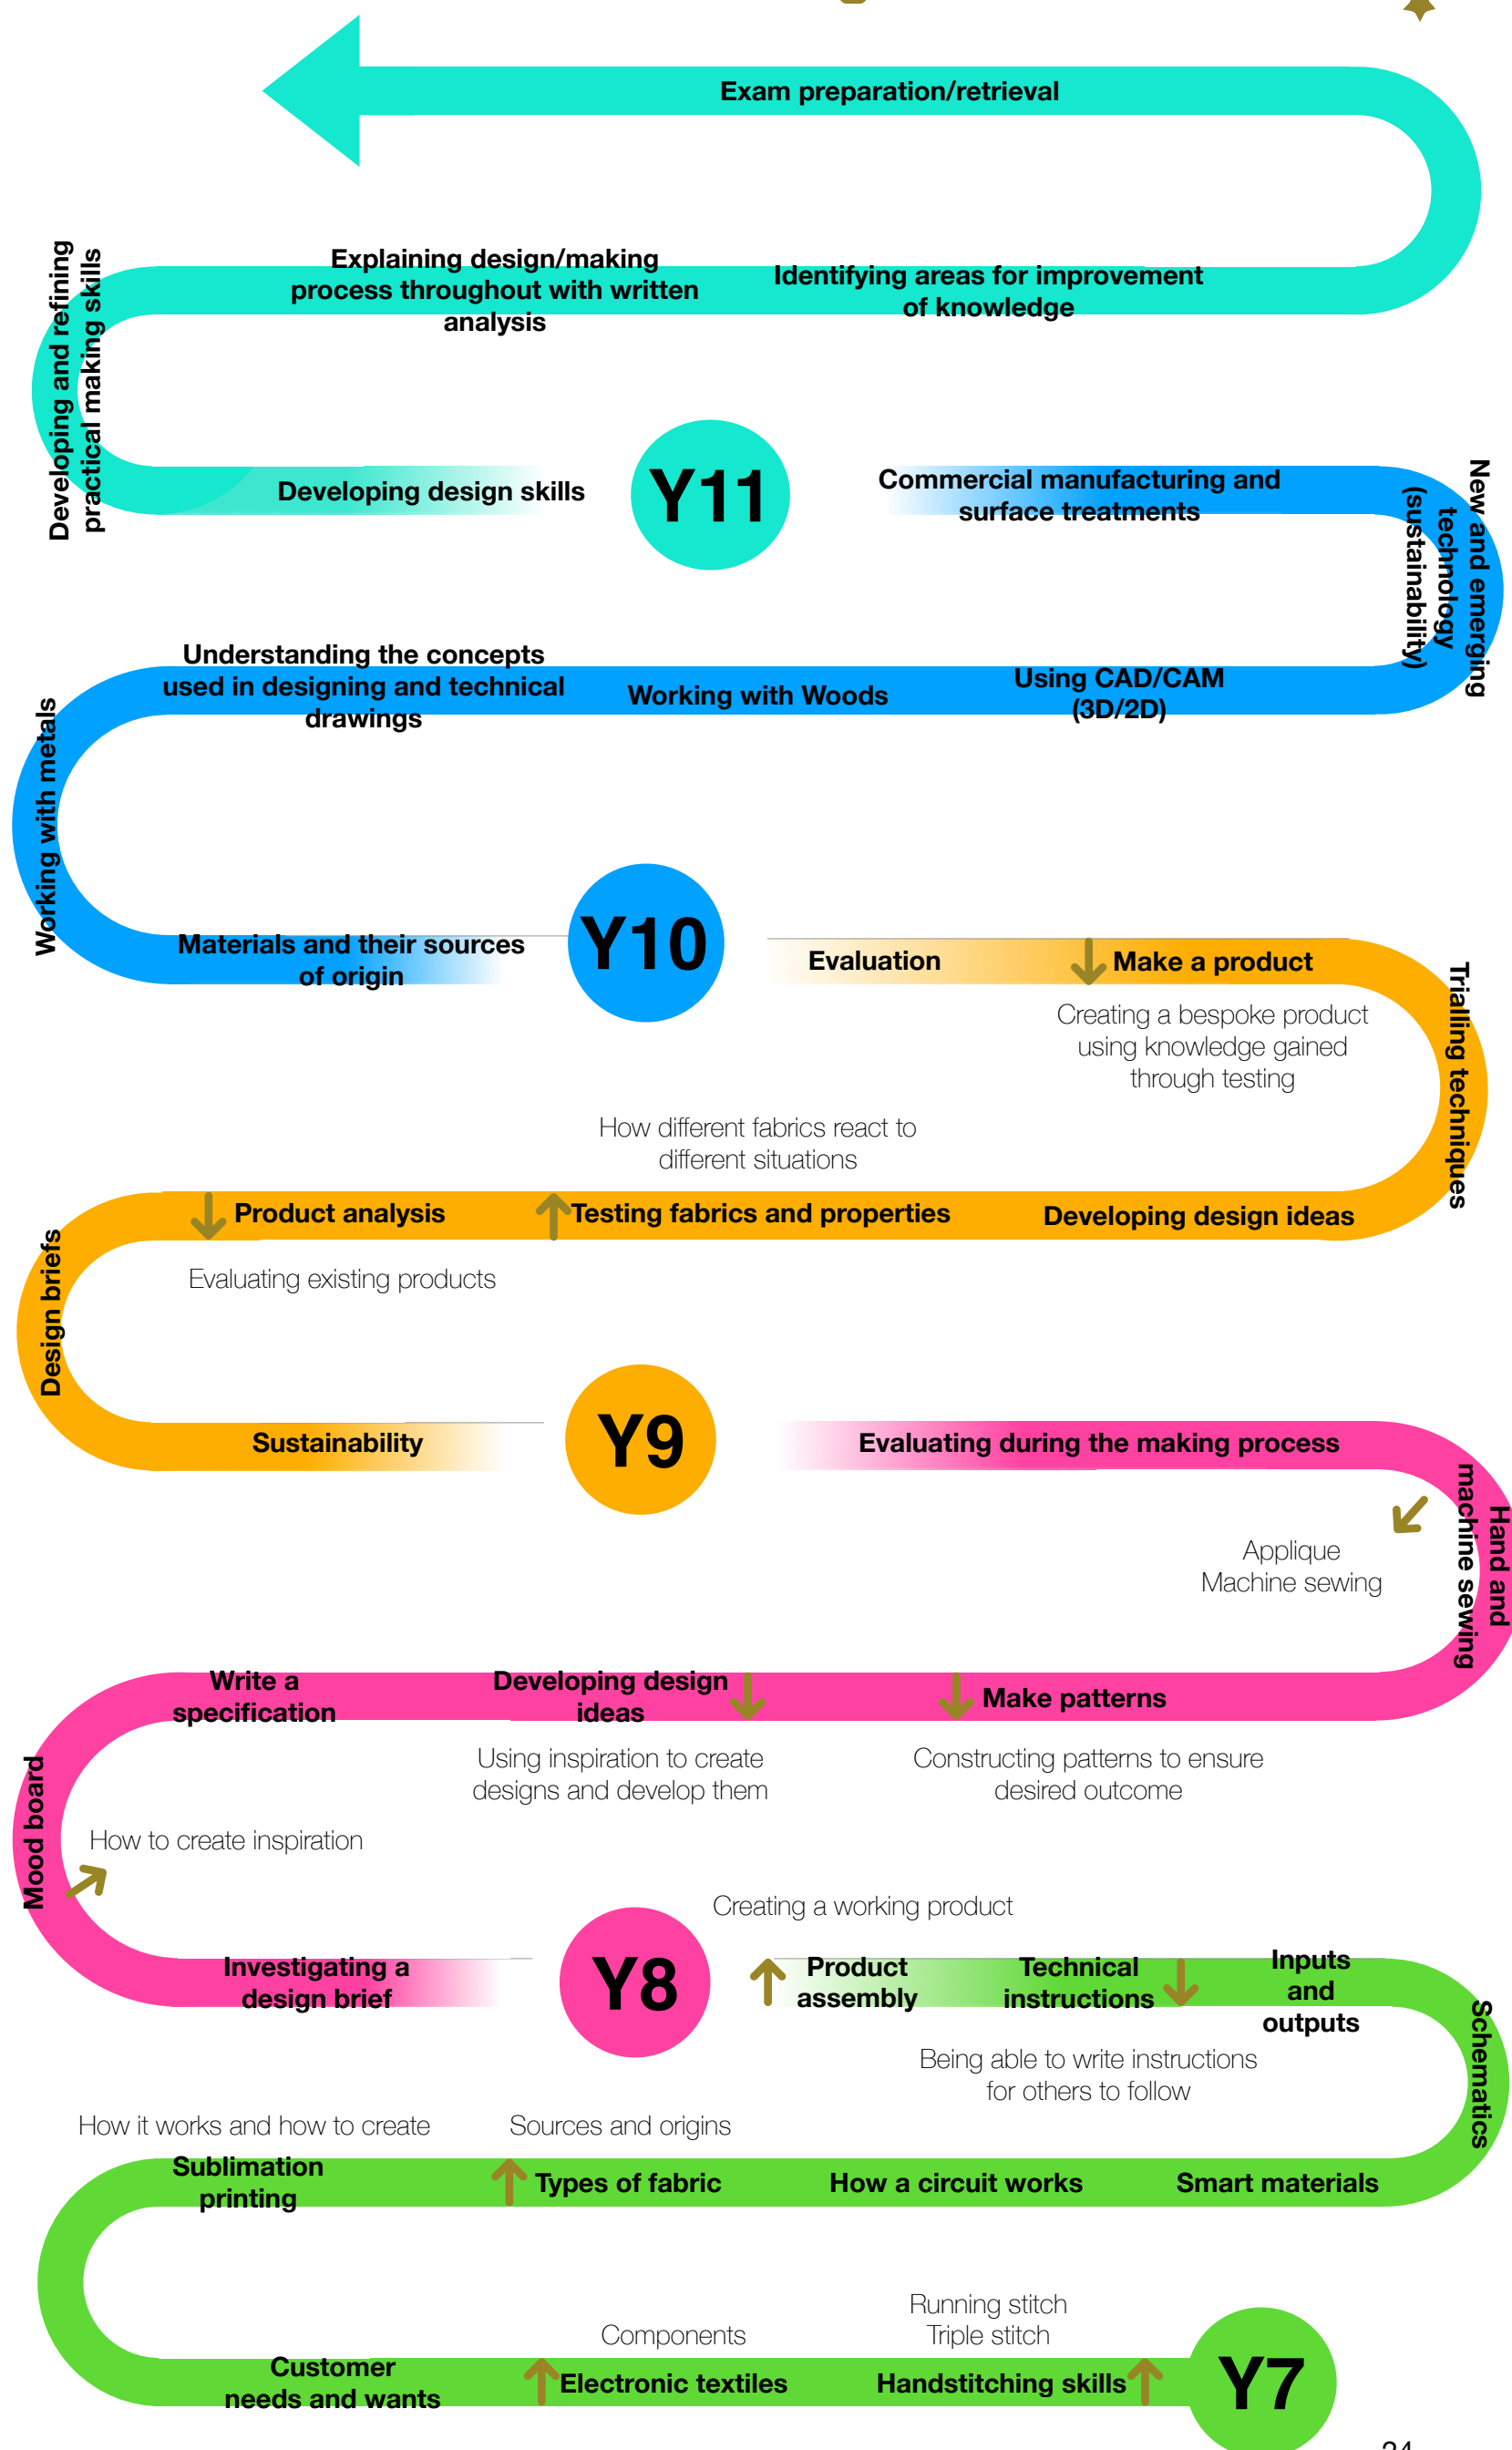 Exam preparation/retrieval
Developing and refining
practical making skills
Explaining design/making
process throughout with written
analysis
Identifying areas for improvement
of knowledge
Developing design skills
Y11
Commercial manufacturing and
surface treatments
New and emerging
technology
(sustainability)
Understanding the concepts
used in designing and technical
drawings
Working with Woods
Using CAD/CAM
(3D/2D)
Working with metals
Materials and their sources
of origin
Y10
Evaluation
Make a product
Creating a bespoke product
using knowledge gained
through testing
Trialling techniques
How different fabrics react to
different situations
Product analysis
Testing fabrics and properties
Developing design ideas
Evaluating existing products
Design briefs
Sustainability
Y9
Evaluating during the making process
Hand and
machine sewing
Applique
Machine sewing
Write a
specification
Developing design
ideas
Make patterns
Using inspiration to create
designs and develop them
Constructing patterns to ensure
desired outcome
Mood board
How to create inspiration
Creating a working product
Investigating a
design brief
Y8
Product
assembly
Technical
instructions
Inputs
and
outputs
Schematics
Being able to write instructions
for others to follow
How it works and how to create
Sources and origins
Sublimation
printing
Types of fabric
How a circuit works
Smart materials
Running stitch
Triple stitch
Components
Customer
needs and wants
Electronic textiles
Handstitching skills
Y7